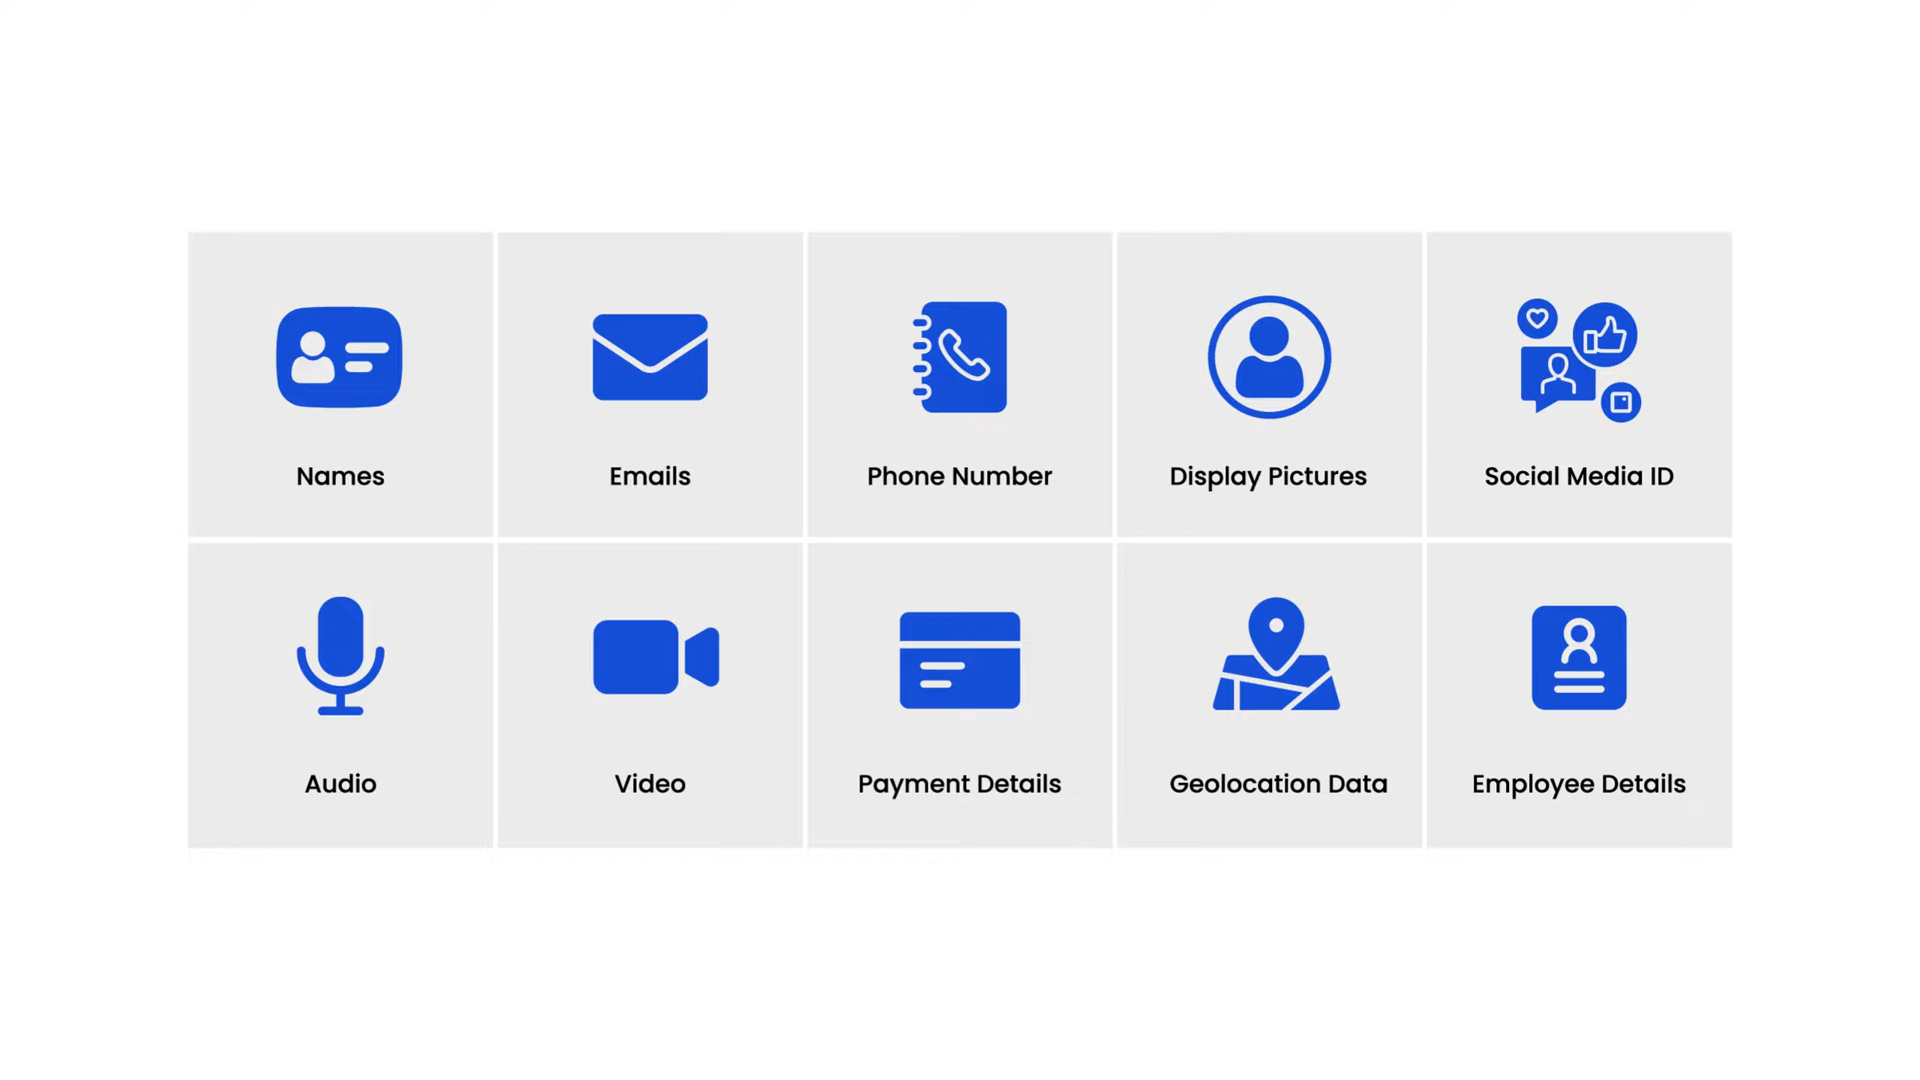 Names
Emails
Phone Number
Display Pictures
Social Media ID
Audio
Video
Payment Details
Geolocation Data
Employee Details